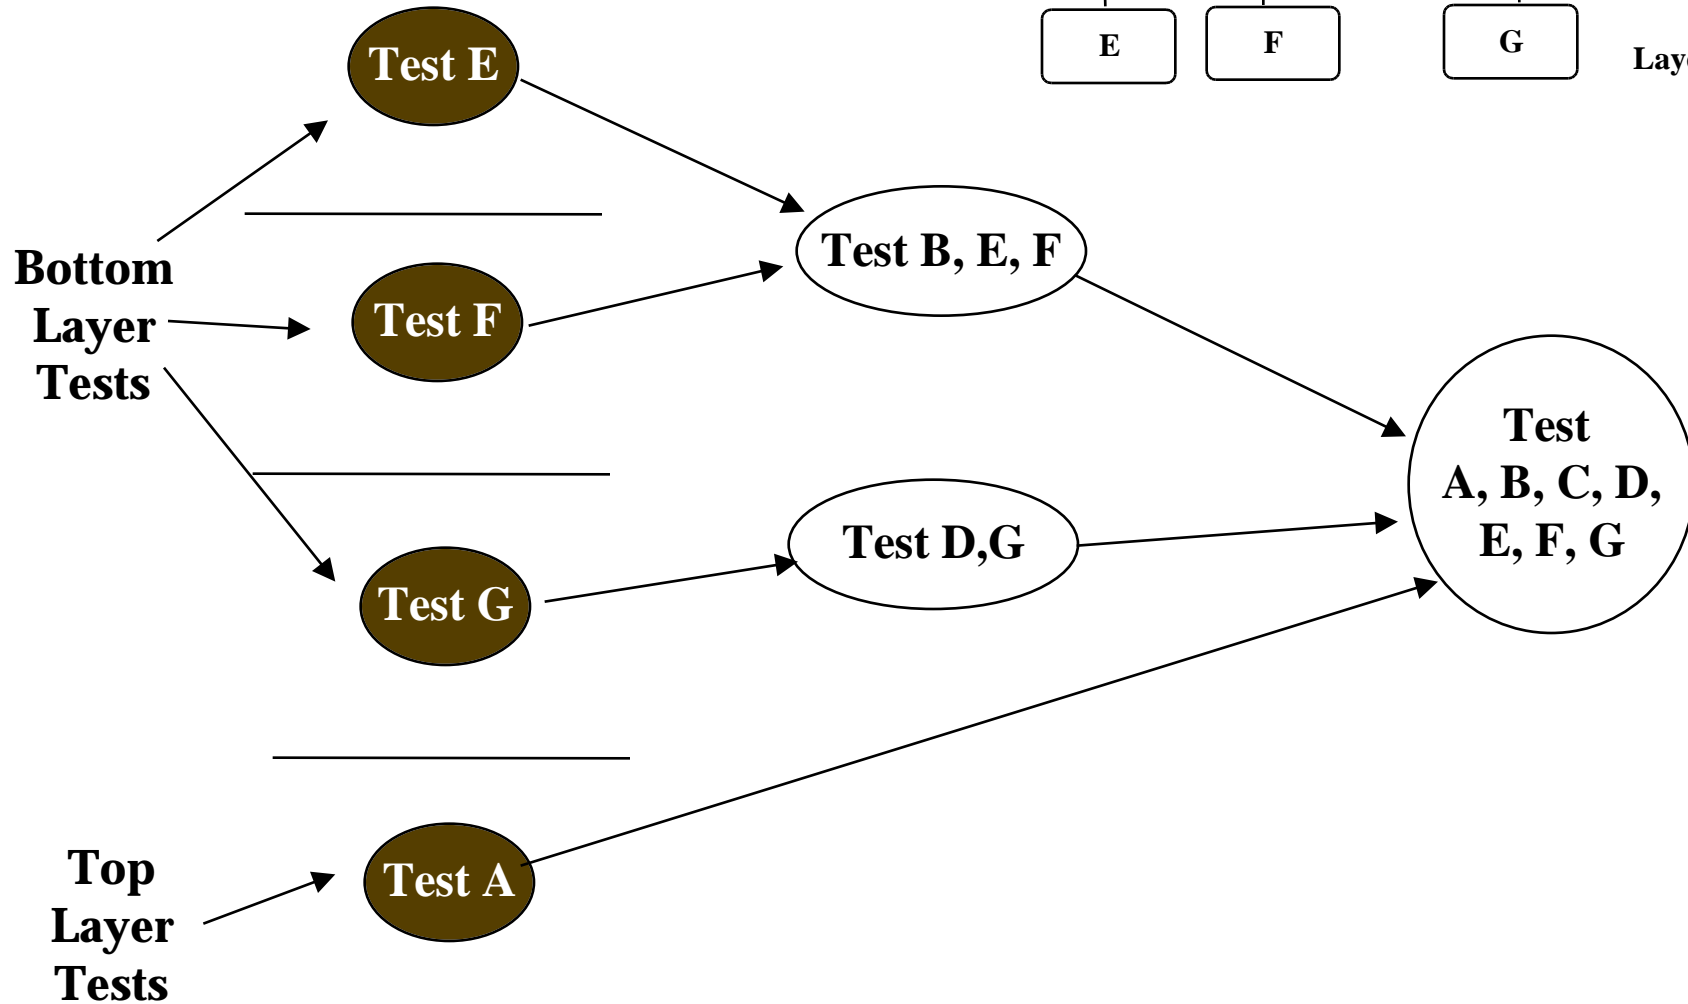 E
F
G
Test E
Test B, E, F
Bottom
Layer
Tests
Test F
Test
A, B, C, D,
E, F, G
Test D,G
Test G
Top
Layer
Tests
Test A